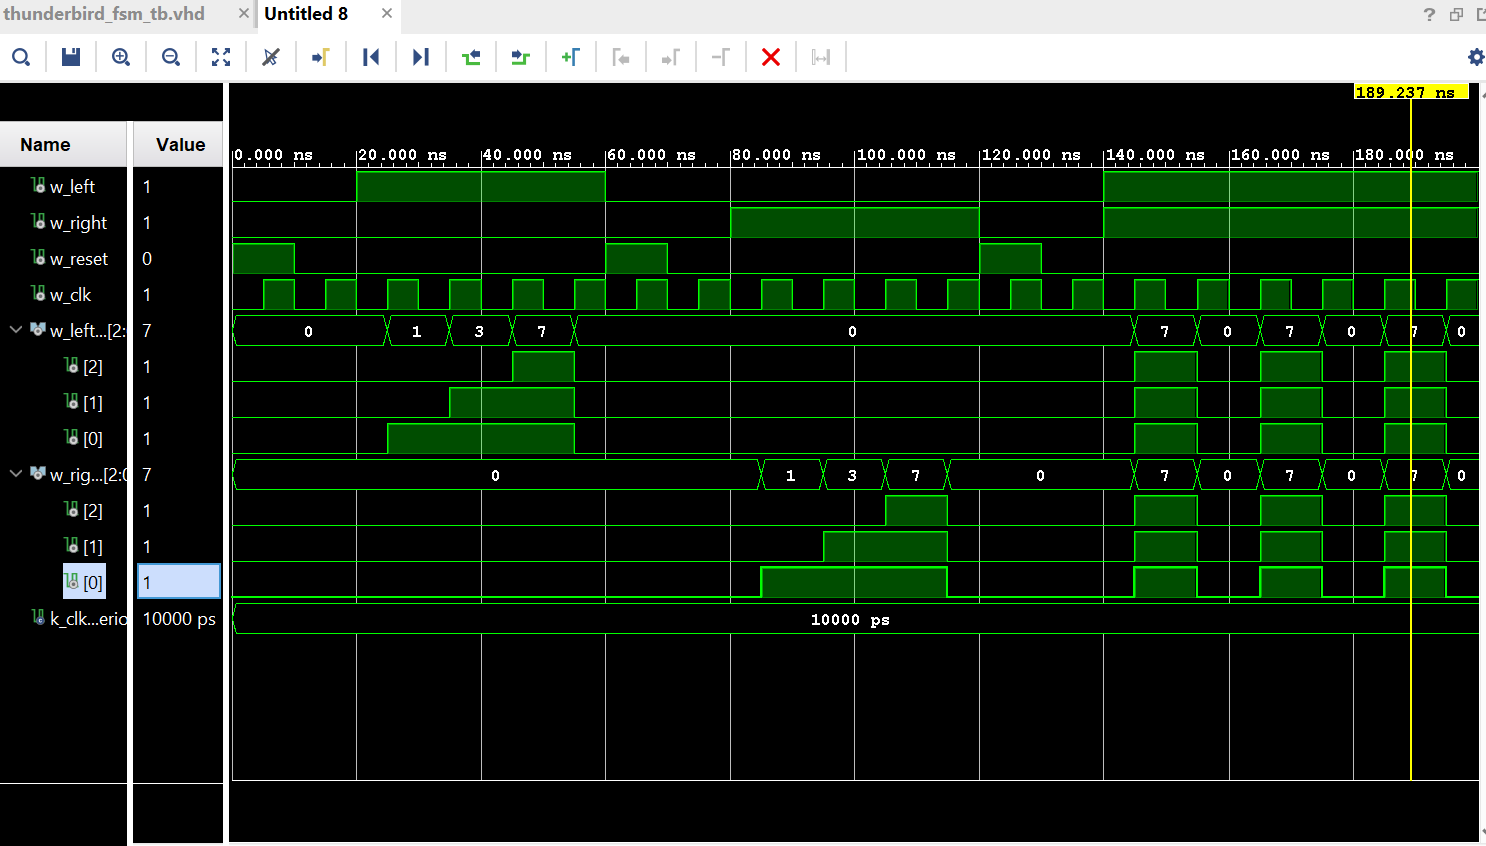 thunderbird_fsm_tb.vhd × Untitled 8 ×
?
189.237 ns
Name Value
0.000 ns 20.000 ns 40.000 ns 60.000 ns 80.000 ns 100.000 ns 120.000 ns 140.000 ns 160.000 ns 180.000 ns
w_left 1
w_right 1
w_reset 0
w_clk 1
w_left...[2: 7 0 1 3 7 0 7 0 7 0 7 0
[2] 1
[1] 1
[0] 1
w_rig...[2:0 7 0 1 3 7 0 7 0 7 0 7 0
[2] 1
[1] 1
[0] 1
k_clk...erio 10000 ps 10000 ps